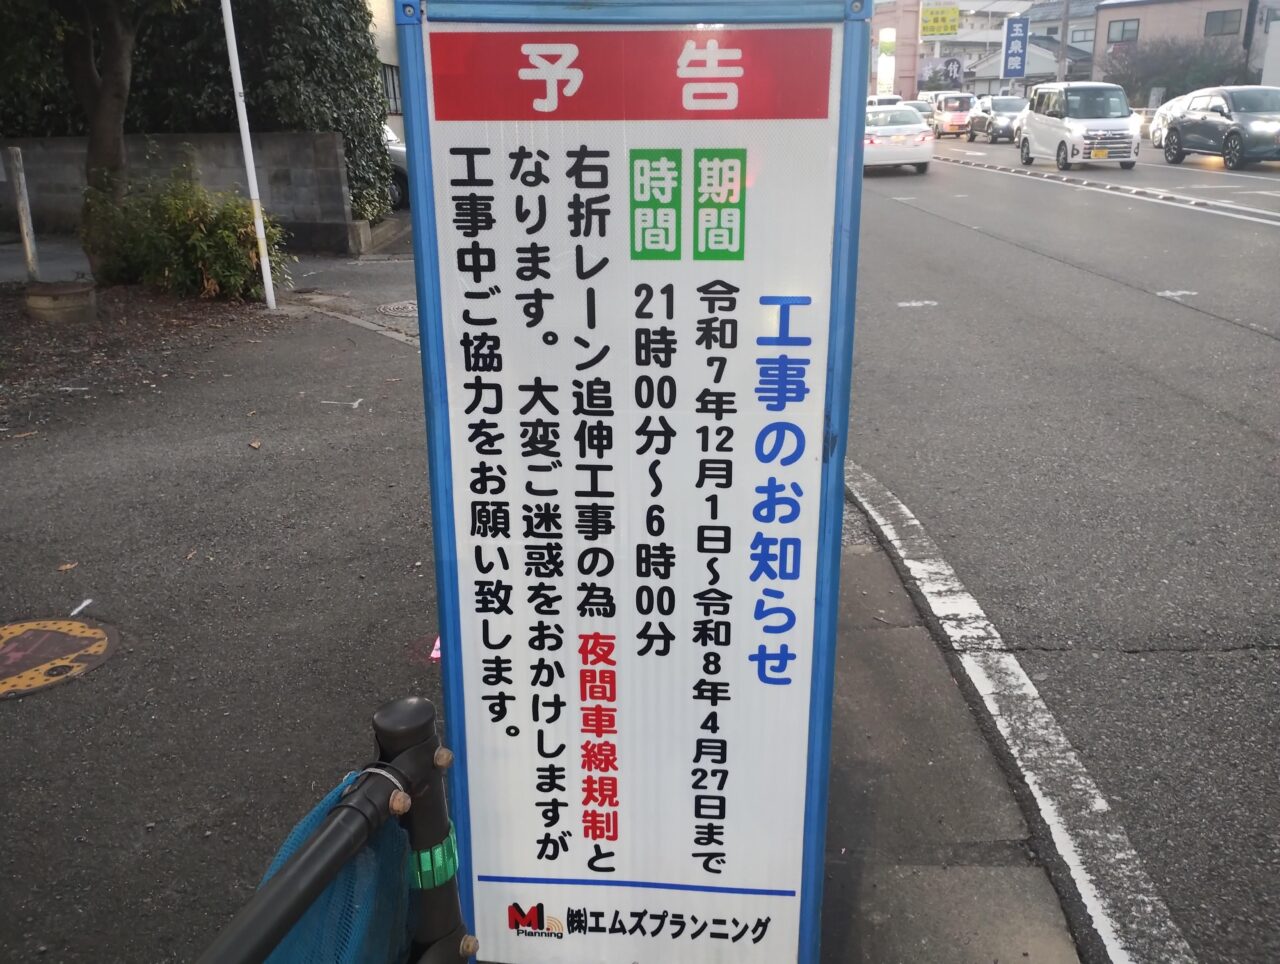 予告
工事のお知らせ
期間 令和7年12月1日～令和8年4月27日まで
時間 21時00分～6時00分
右折レーン追伸工事の為 夜間車線規制と
なります。大変ご迷惑をおかけしますが
工事中ご協力をお願い致します。
M. Planning ㈱エムズプランニング
玉泉院